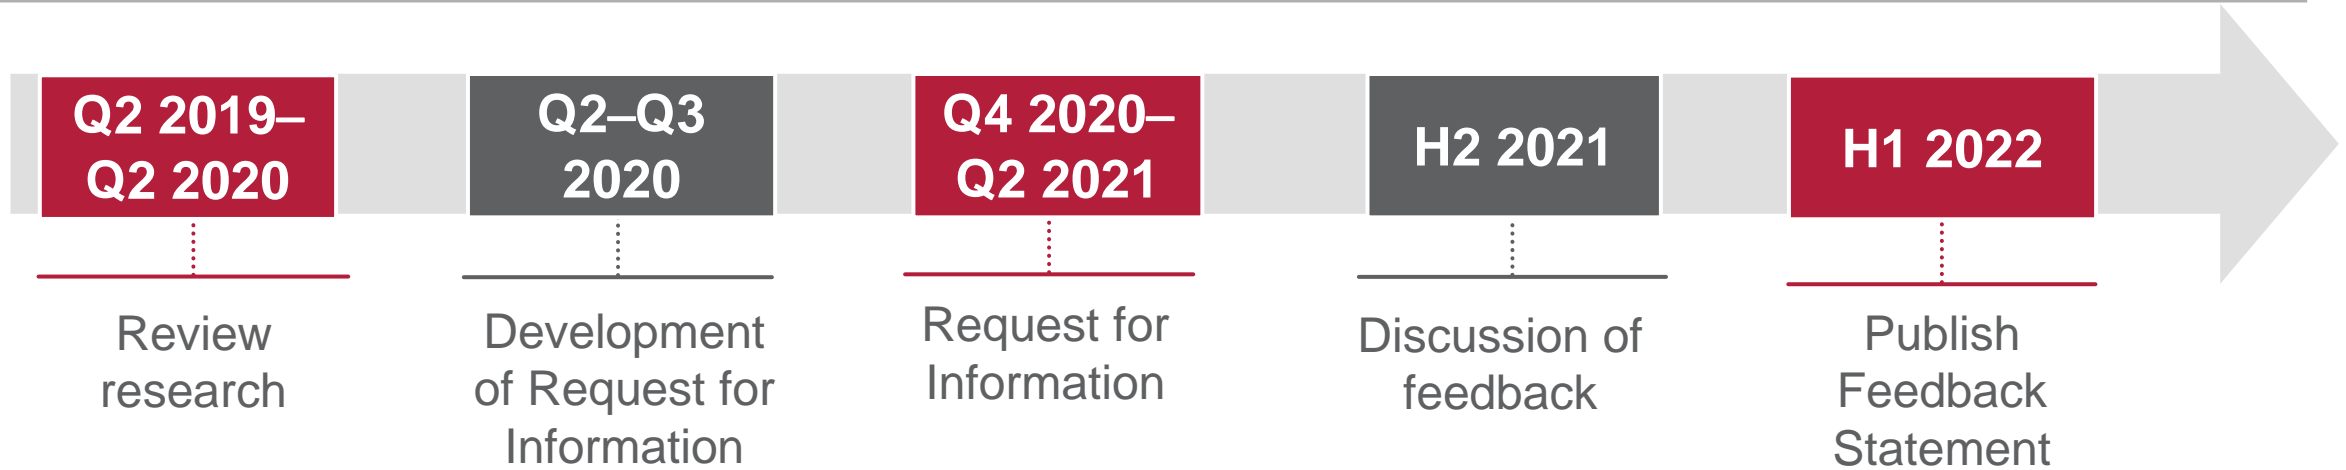 Q2 2019–
Q2 2020
Review
research
Q2–Q3
2020
Development
of Request for
Information
Q4 2020–
Q2 2021
Request for
Information
H2 2021
Discussion of
feedback
H1 2022
Publish
Feedback
Statement